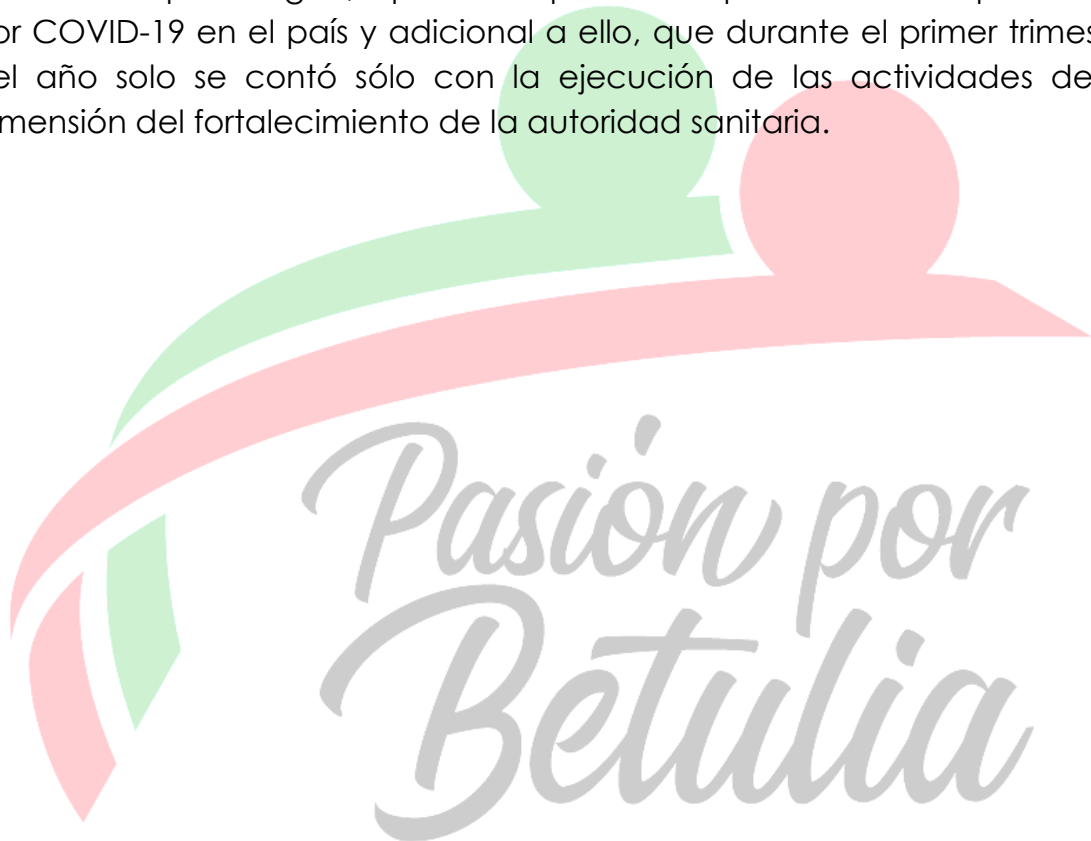 or COVID-19 en el país y adicional a ello, que durante el primer trimes
el año solo se contó sólo con la ejecución de las actividades de
mensión del fortalecimiento de la autoridad sanitaria.
Pasión por
Betulia